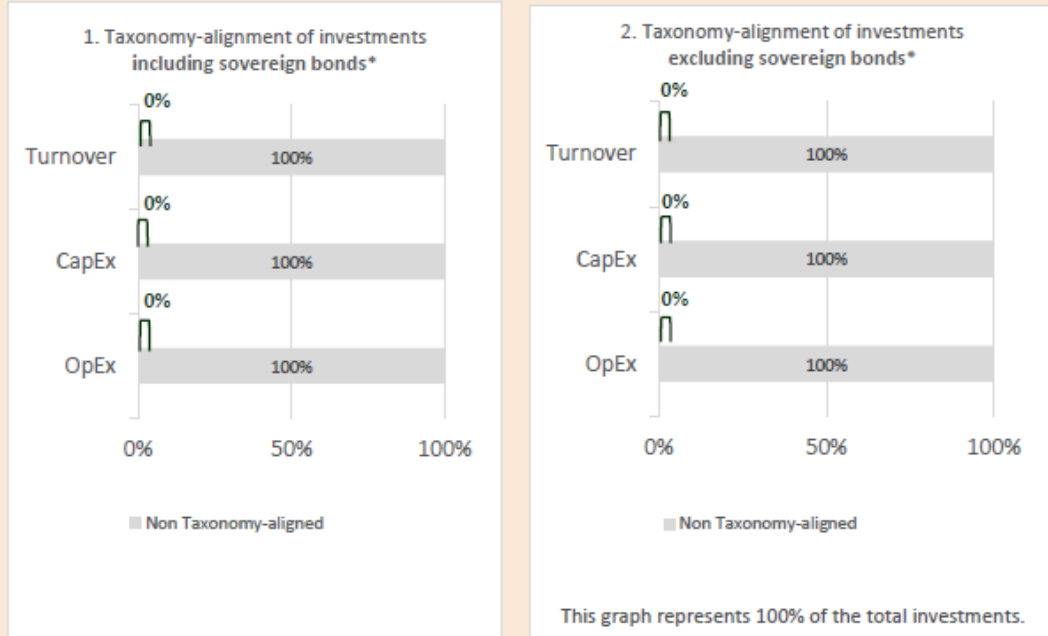 1. Taxonomy-alignment of investments
including sovereign bonds*
0%
Turnover
100%
0%
CapEx
100%
0%
OpEx
100%
0%
50%
100%
Non Taxonomy-aligned
2. Taxonomy-alignment of investments
excluding sovereign bonds*
0%
Turnover
100%
0%
CapEx
100%
0%
OpEx
100%
0%
50%
100%
Non Taxonomy-aligned
This graph represents 100% of the total investments.